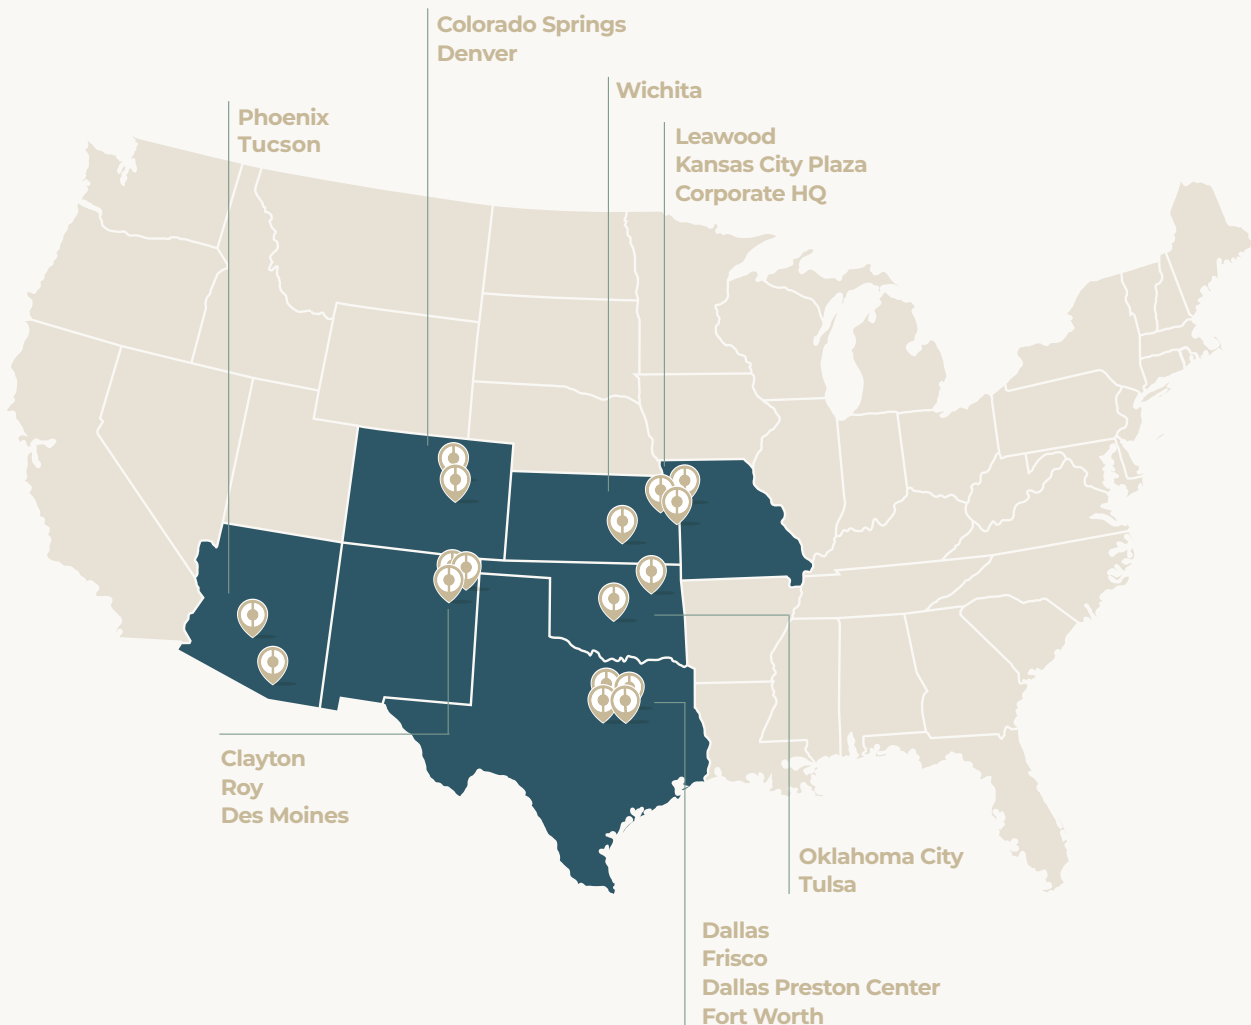 Colorado Springs
Denver
Wichita
Phoenix
Tucson
Leawood
Kansas City Plaza
Corporate HQ
Clayton
Roy
Des Moines
Oklahoma City
Tulsa
Dallas
Frisco
Dallas Preston Center
Fort Worth